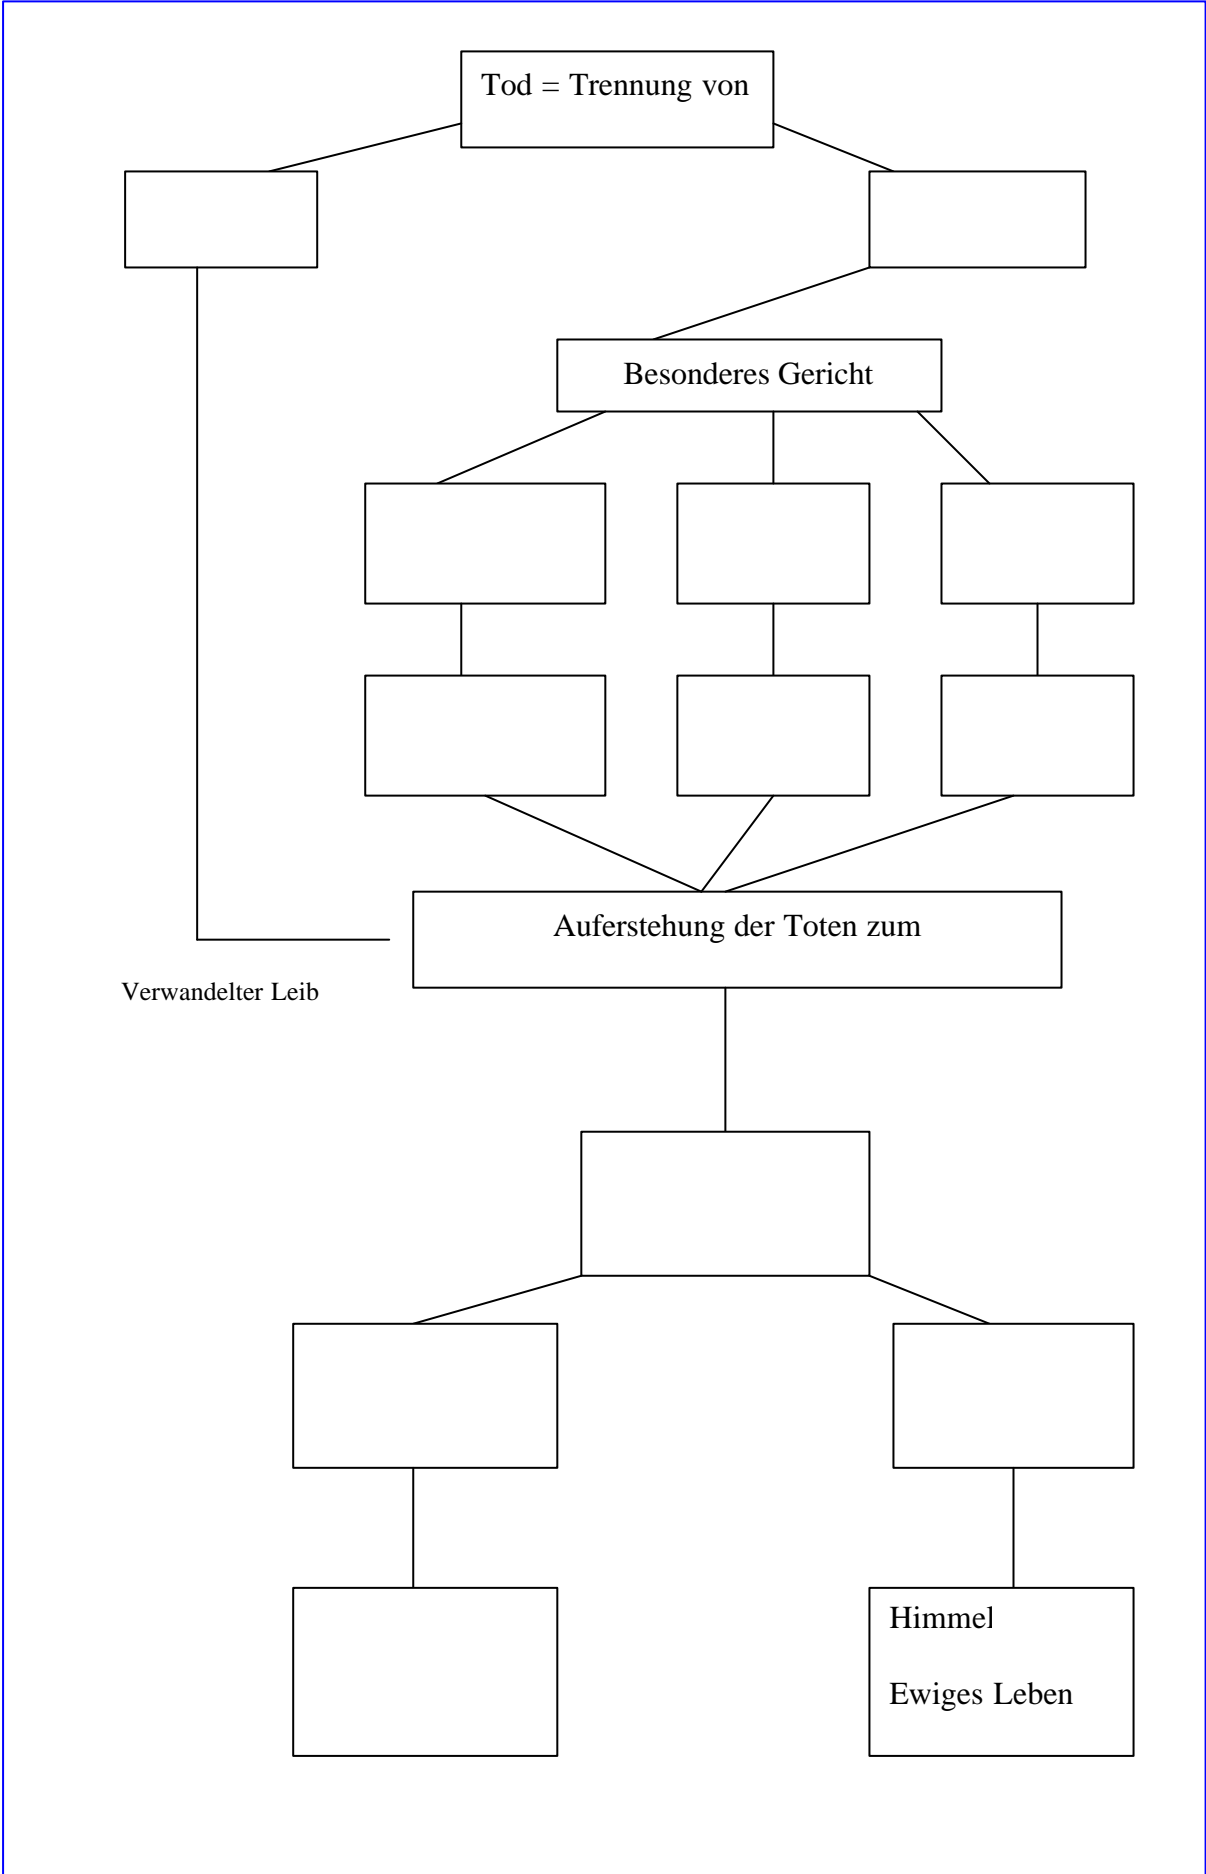 Tod = Trennung von
Besonderes Gericht
Auferstehung der Toten zum
Verwandelter Leib
Himmel
Ewiges Leben